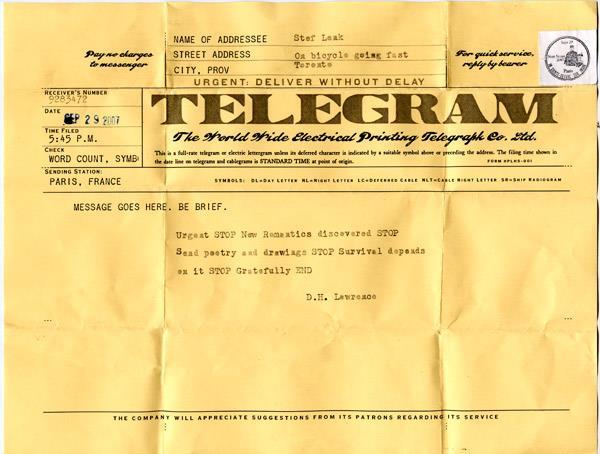 NAME OF ADDRESSEE Stef Lenk
Pay no charges to messenger
STREET ADDRESS On bicycle going fast
CITY, PROV Toronto
For quick service, reply by bearer
URGENT: DELIVER WITHOUT DELAY
RECEIVER'S NUMBER
9283472
DATE
SEP 29 2007
TIME FILED
5:45 P.M.
CHECK
WORD COUNT, SYMB
SENDING STATION:
PARIS, FRANCE
TELEGRAM
The World Wide Electrical Printing Telegraph Co. Ltd.
This is a full-rate telegram or electric lettergram unless its deferred character is indicated by a suitable symbol above or preceding the address. The filing time shown in
the date line on telegrams and cablegrams is STANDARD TIME at point of origin.
FORM HPLHS-001
SYMBOLS: DL=DAY LETTER NL=NIGHT LETTER LC=DEFERRED CABLE NLT=CABLE NIGHT LETTER SR=SHIP RADIOGRAM
MESSAGE GOES HERE. BE BRIEF.
Urgent STOP New Romantics discovered STOP
Send poetry and drawings STOP Survival depends
on it STOP Gratefully END
D.H. Lawrence
THE COMPANY WILL APPRECIATE SUGGESTIONS FROM ITS PATRONS REGARDING ITS SERVICE